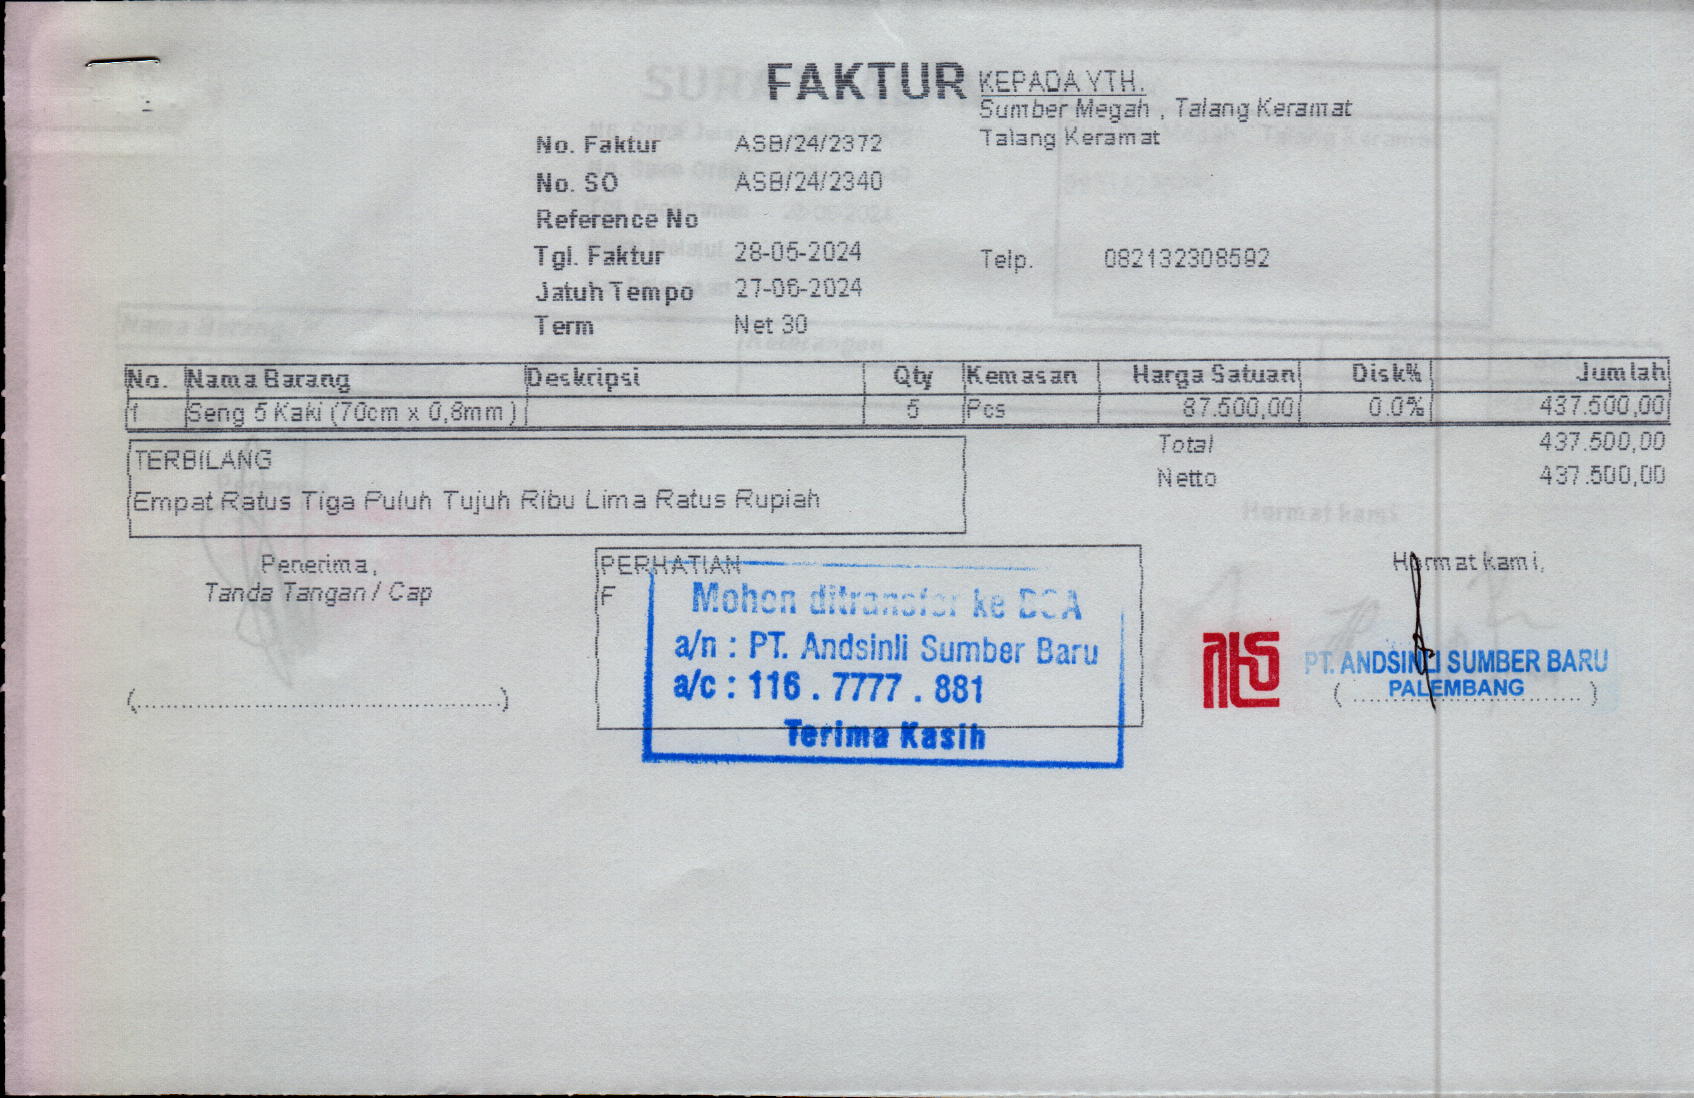 FAKTUR
KEPADA YTH.
Sumber Megah , Talang Keramat
Talang Keramat
No. Faktur ASB/24/2372
No. SO ASB/24/2340
Reference No
Tgl. Faktur 28-05-2024
Telp. 082132308592
Jatuh Tempo 27-06-2024
Term Net 30
No. Nama Barang Deskripsi Qty Kemasan Harga Satuan Disk% Jumlah
1 Seng 5 Kaki (70cm x 0,8mm) 5 Pcs 87.500,00 0.0% 437.500,00
Total 437.500,00
TERBILANG
Netto 437.500,00
Empat Ratus Tiga Puluh Tujuh Ribu Lima Ratus Rupiah
Penerima,
Tanda Tangan / Cap
(..............................................)
PERHATIAN
F
Mohon ditransfer ke BCA
a/n : PT. Andsinli Sumber Baru
a/c : 116 . 7777 . 881
Terima Kasih
Hormat kami,
PT. ANDSINLI SUMBER BARU
PALEMBANG
(..............................)